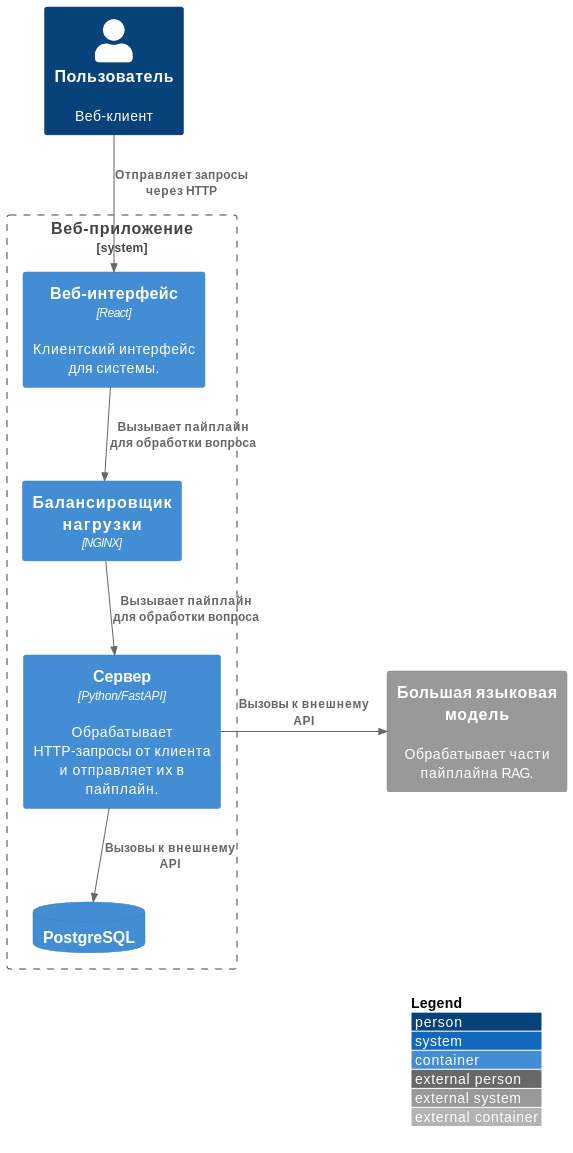 Пользователь
Веб-клиент
Отправляет запросы
через HTTP
Веб-приложение
[system]
Веб-интерфейс
[React]
Клиентский интерфейс
для системы.
Вызывает пайплайн
для обработки вопроса
Балансировщик
нагрузки
[NGINX]
Вызывает пайплайн
для обработки вопроса
Сервер
[Python/FastAPI]
Обрабатывает
HTTP-запросы от клиента
и отправляет их в
пайплайн.
Вызовы к внешнему
API
Большая языковая
модель
Обрабатывает части
пайплайна RAG.
Вызовы к внешнему
API
PostgreSQL
Legend
person
system
container
external person
external system
external container